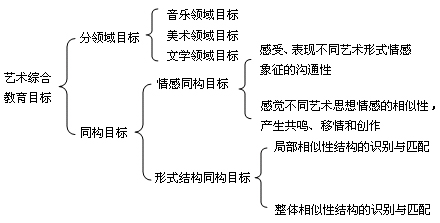 艺术综合
教育目标
分领域目标
音乐领域目标
美术领域目标
文学领域目标
同构目标
情感同构目标
感受、表现不同艺术形式情感
象征的沟通性
感觉不同艺术思想情感的相似性，
产生共鸣、移情和创作
形式结构同构目标
局部相似性结构的识别与匹配
整体相似性结构的识别与匹配